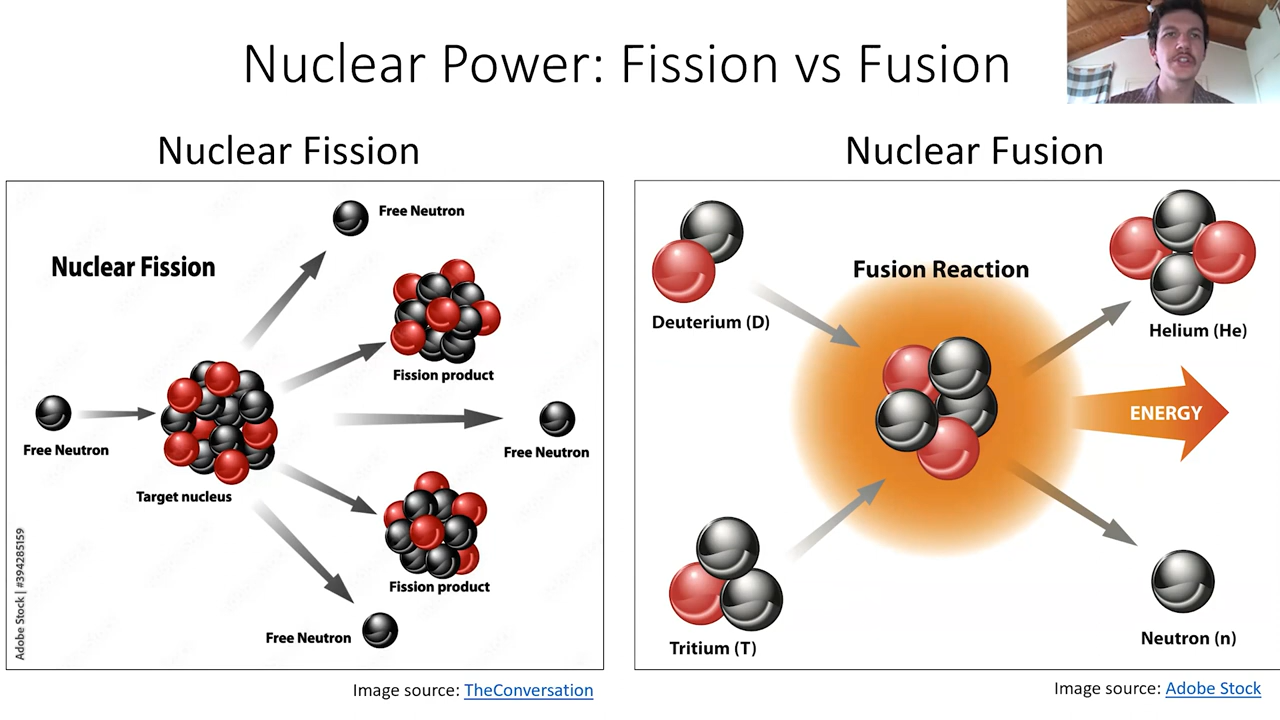 Nuclear Power: Fission vs Fusion
Nuclear Fission
Nuclear Fission
Free Neutron
Fission product
Free Neutron
Free Neutron
Target nucleus
Fission product
Free Neutron
Adobe Stock | #394285159
Image source: TheConversation
Nuclear Fusion
Deuterium (D)
Fusion Reaction
Helium (He)
ENERGY
Tritium (T)
Neutron (n)
Image source: Adobe Stock